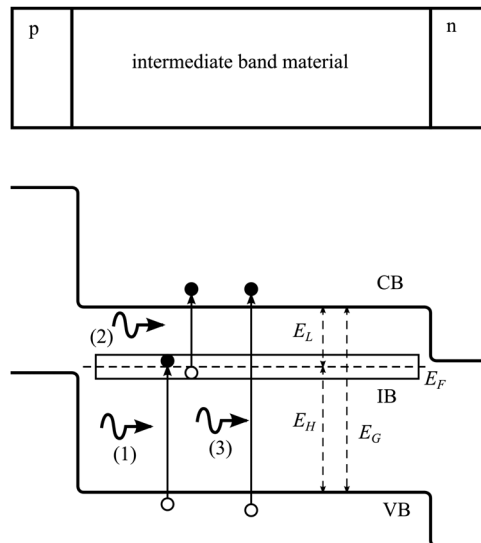 p
n
intermediate band material
CB
(2)
E_L
E_F
IB
(1)
(3)
E_H
E_G
VB